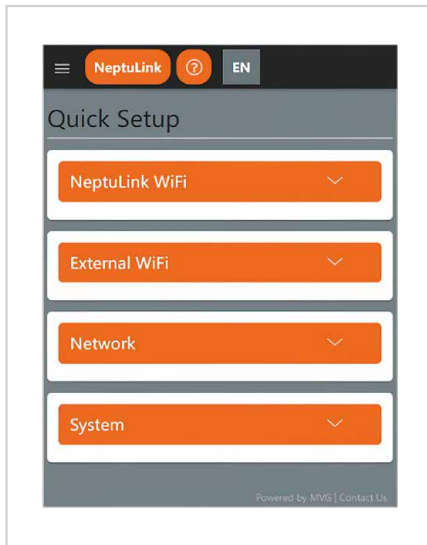 NeptuLink ? EN
Quick Setup
NeptuLink WiFi
External WiFi
Network
System
Powered by MVG | Contact Us